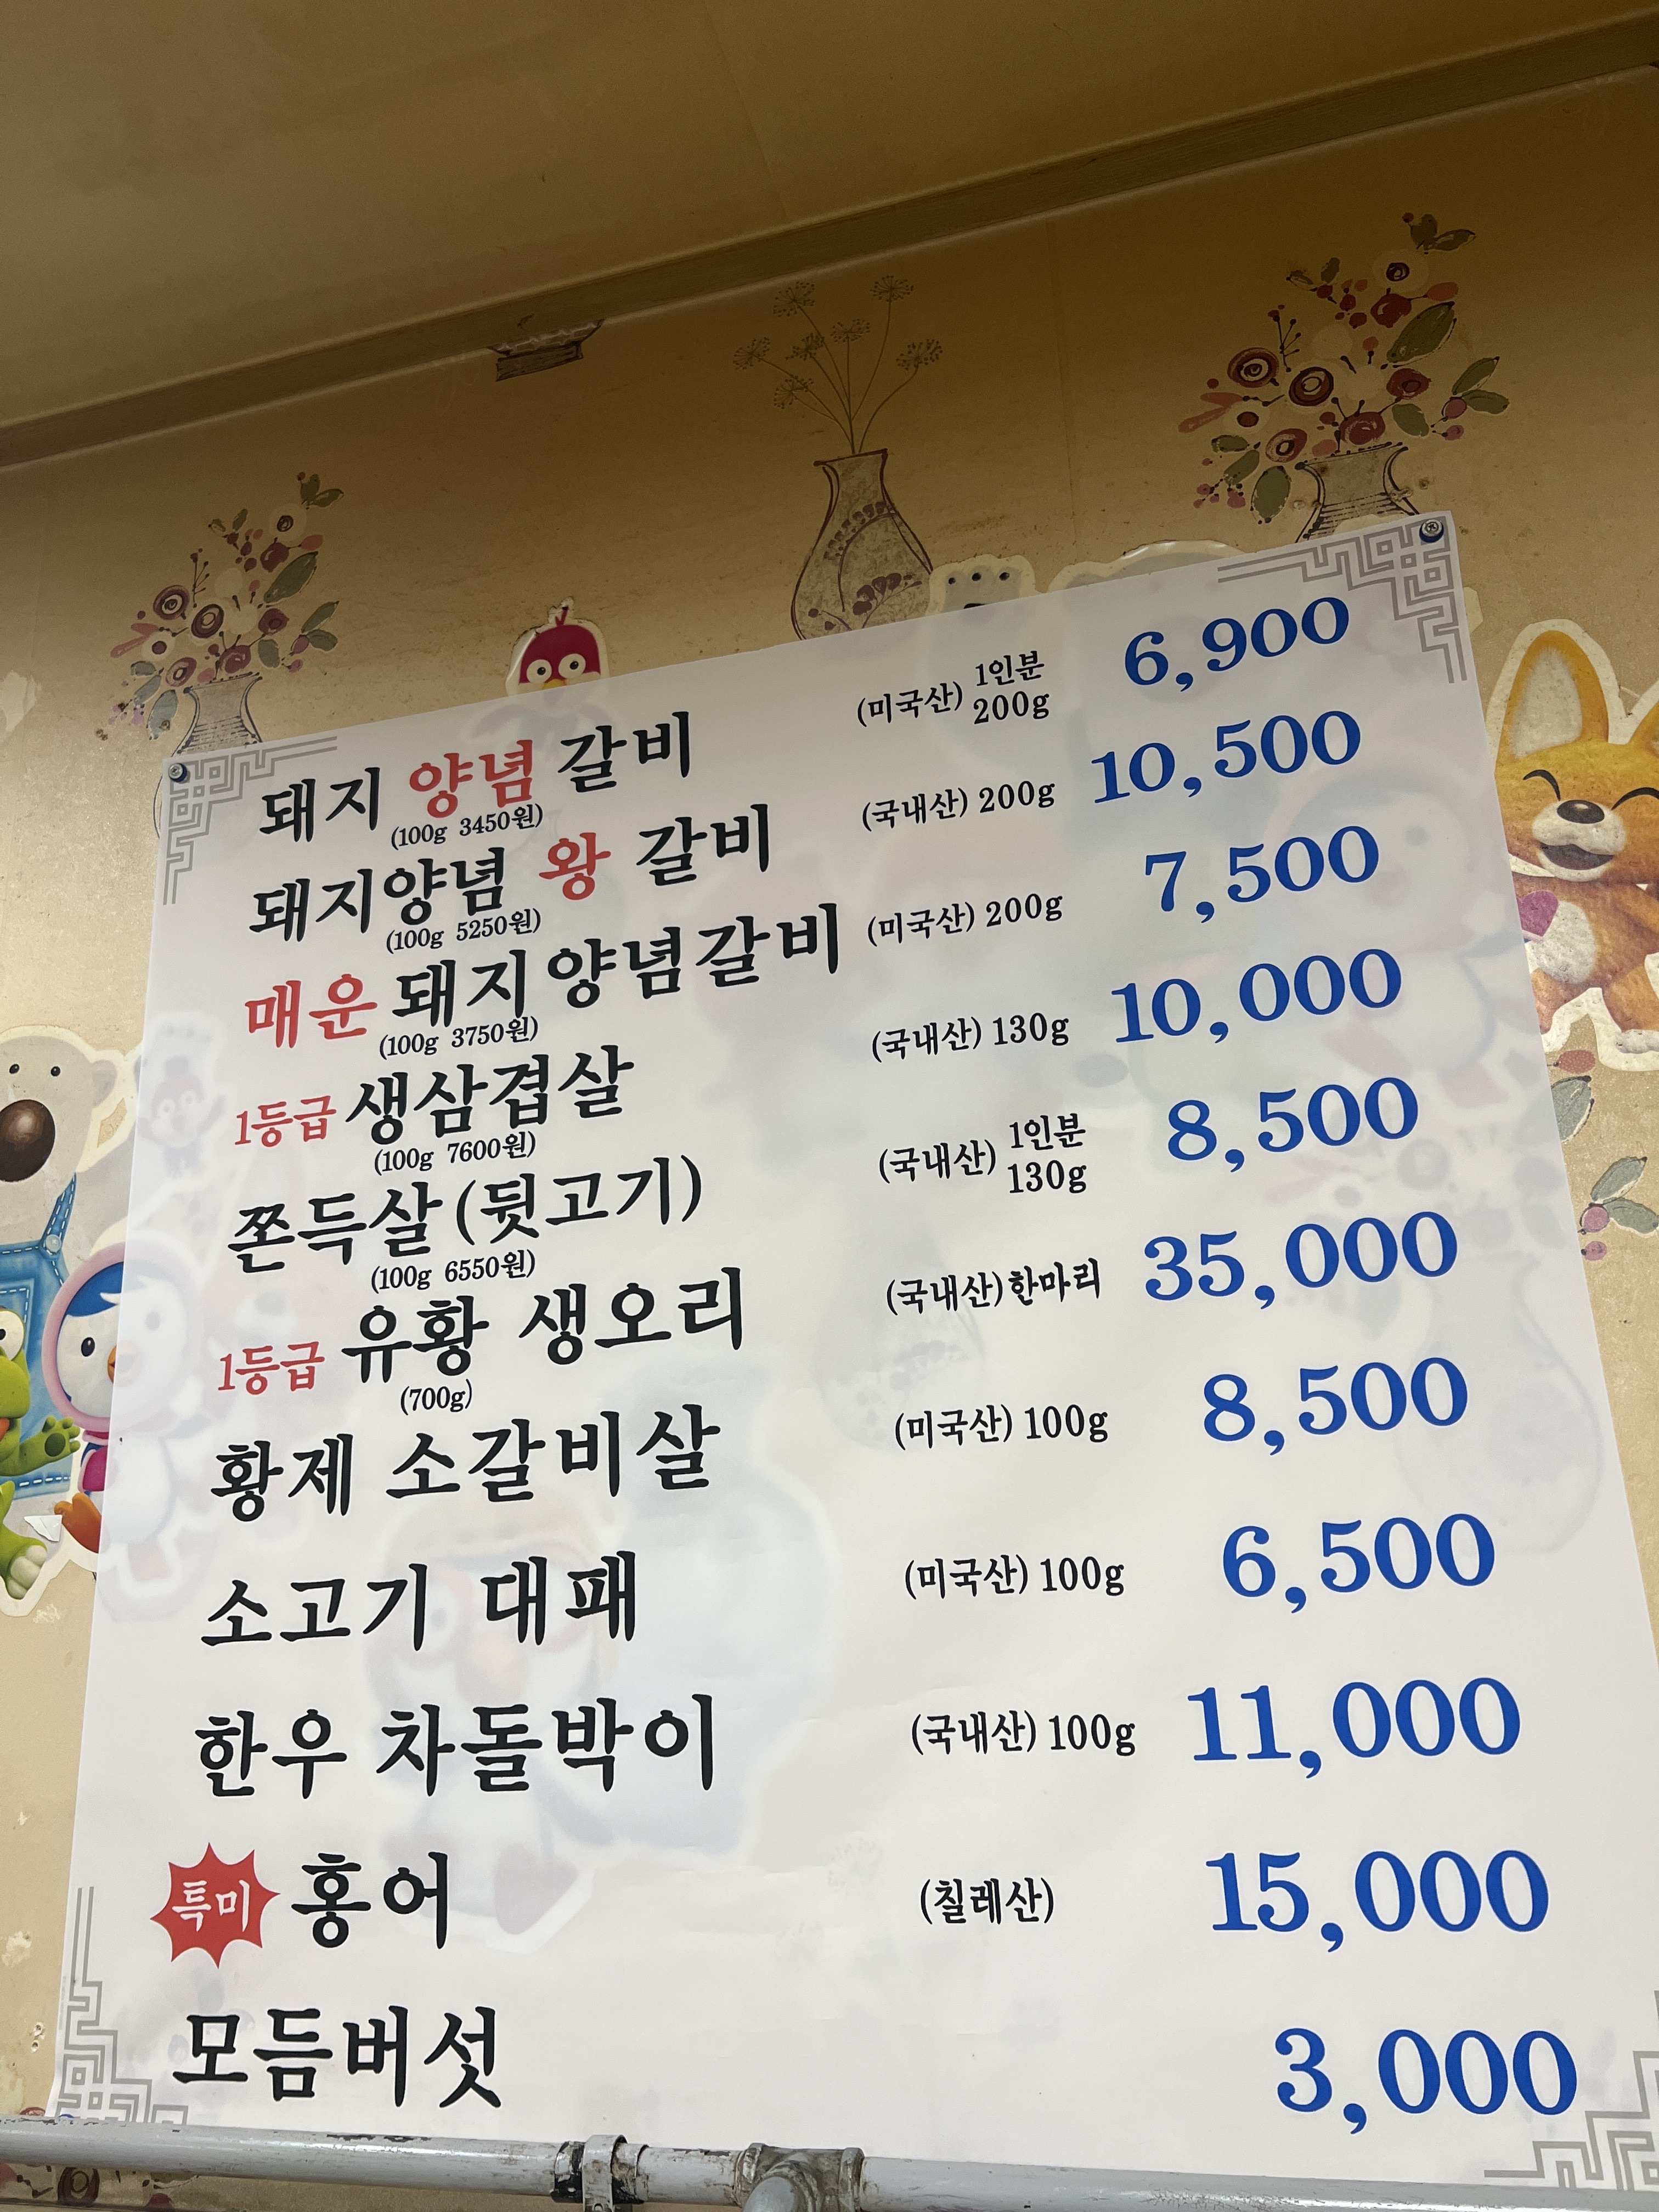 돼지 양념 갈비 (미국산) 1인분 200g 6,900
(100g 3450원)
돼지양념 왕 갈비 (국내산) 200g 10,500
(100g 5250원)
매운 돼지양념갈비 (미국산) 200g 7,500
(100g 3750원)
1등급 생삼겹살 (국내산) 130g 10,000
(100g 7600원)
쫀득살(뒷고기) (국내산) 1인분 130g 8,500
(100g 6550원)
1등급 유황 생오리 (국내산)한마리 35,000
(700g)
황제 소갈비살 (미국산) 100g 8,500
소고기 대패 (미국산) 100g 6,500
한우 차돌박이 (국내산) 100g 11,000
특미 홍어 (칠레산) 15,000
모듬버섯 3,000